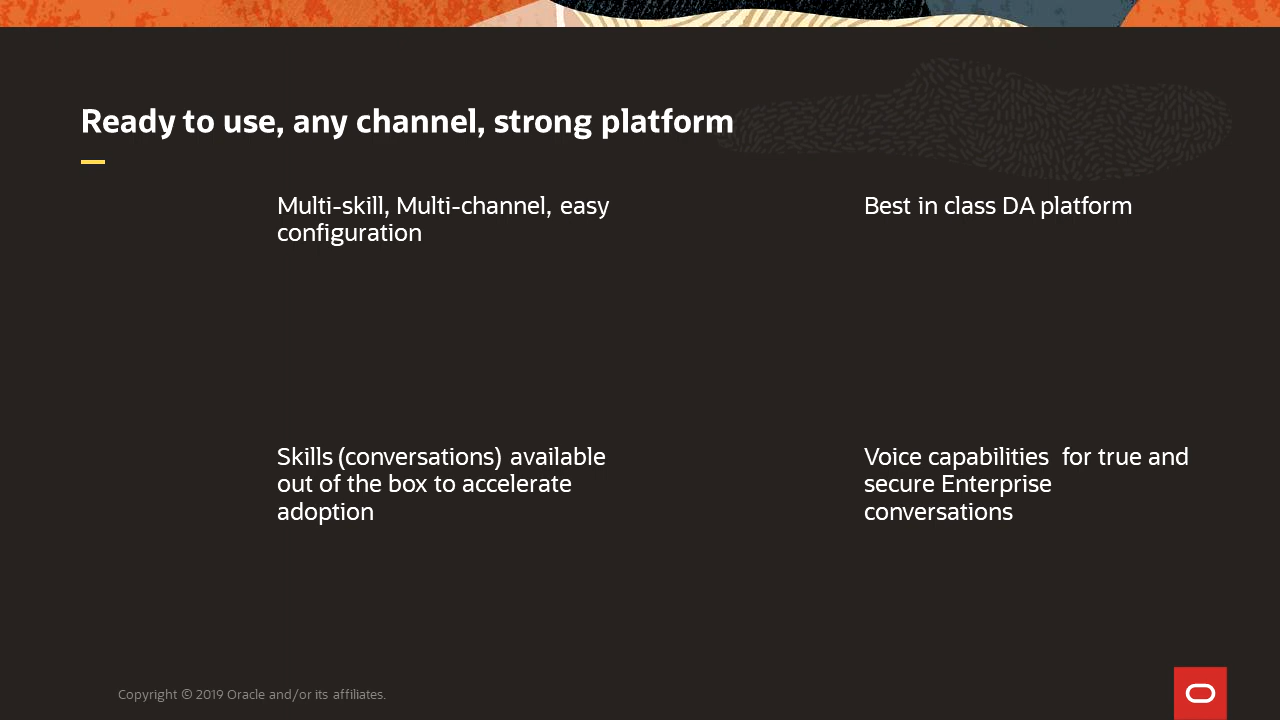 Ready to use, any channel, strong platform
Multi-skill, Multi-channel, easy
configuration
Best in class DA platform
Skills (conversations) available
out of the box to accelerate
adoption
Voice capabilities  for true and
secure Enterprise
conversations
Copyright © 2019 Oracle and/or its affiliates.